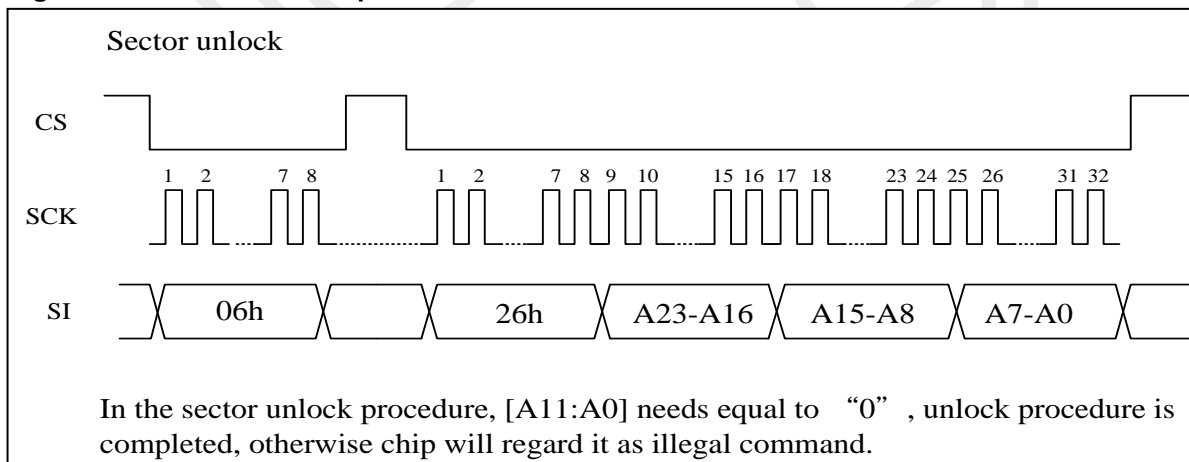 Sector unlock
CS
1 2 7 8 1 2 7 8 9 10 15 16 17 18 23 24 25 26 31 32
SCK
SI 06h 26h A23-A16 A15-A8 A7-A0
In the sector unlock procedure, [A11:A0] needs equal to “0”, unlock procedure is
completed, otherwise chip will regard it as illegal command.